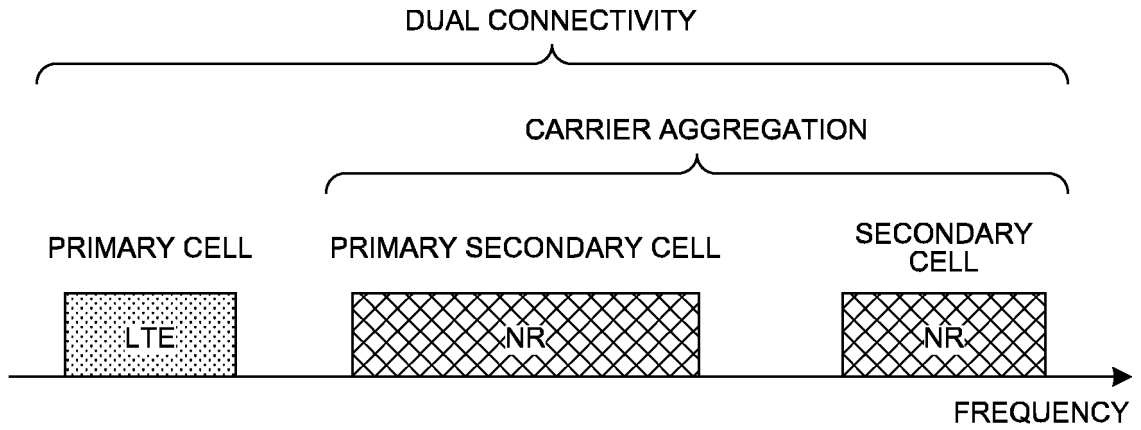 DUAL CONNECTIVITY
CARRIER AGGREGATION
PRIMARY CELL
PRIMARY SECONDARY CELL
SECONDARY
CELL
LTE
NR
NR
FREQUENCY